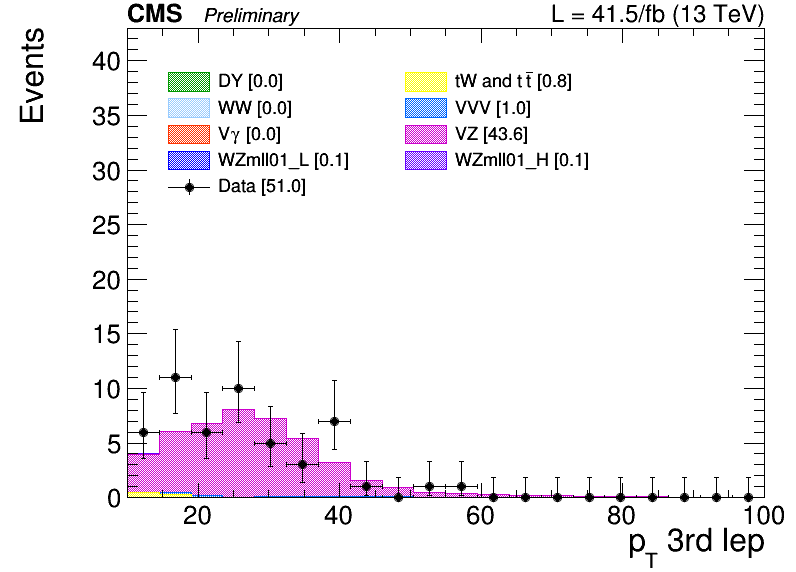 CMS Preliminary L = 41.5/fb (13 TeV)
Events
40
35
30
25
20
15
10
5
0
DY [0.0]
WW [0.0]
Vγ [0.0]
WZmll01_L [0.1]
Data [51.0]
tW and tt̄ [0.8]
VVV [1.0]
VZ [43.6]
WZmll01_H [0.1]
20 40 60 80 100
p_T 3rd lep